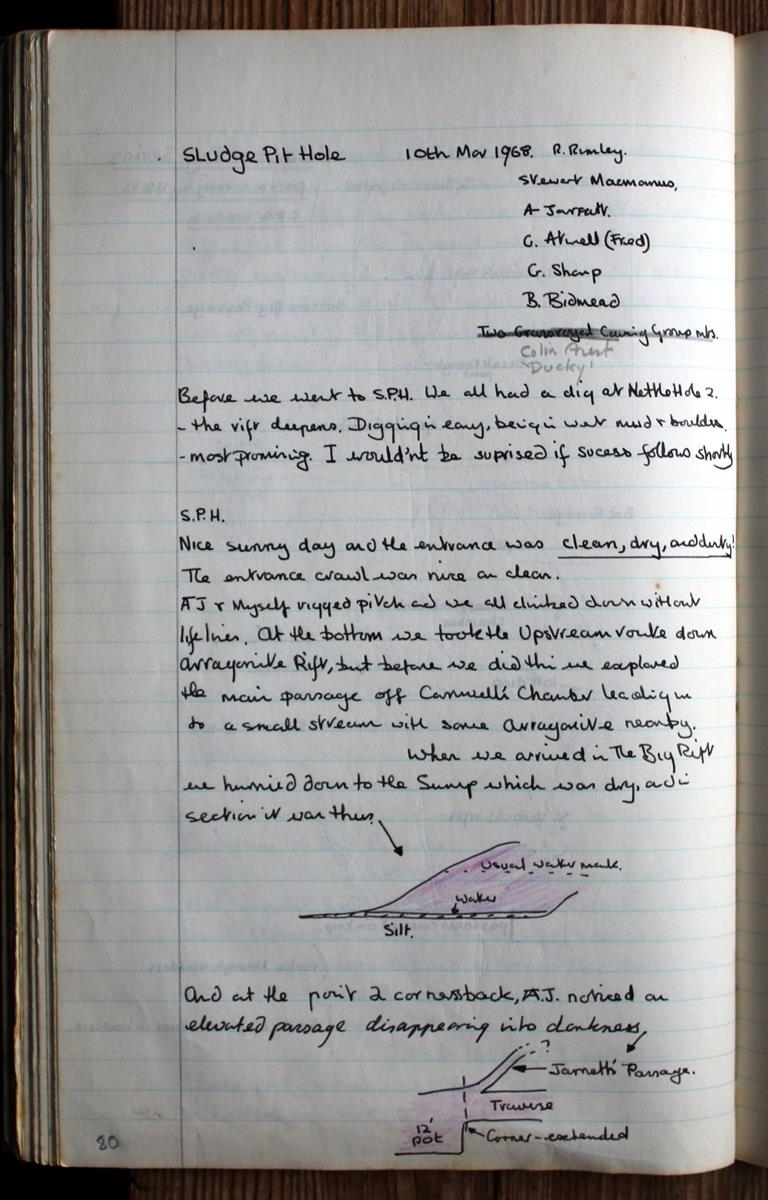 Sludge Pit Hole 10th Mar 1968. R. Rimley.
Stewart Macmanus,
A Jarratt.
C. Atwell (Fred)
G. Sharp
B. Bidmead
Two Caving Group mbs.
Colin Aust
'Ducky'
Before we went to S.P.H. We all had a dig at Nettle Hole 2.
- the rift deepens. Digging is easy, being in wet mud & boulders.
- most promising. I would'nt be suprised if sucess follows shortly
S.P.H.
Nice sunny day and the entrance was clean, dry, and dusty!
The entrance crawl was nice an clean.
AJ & Myself rigged pitch and we all climbed down without
lifelines. At the bottom we took the Upstream route down
Arragonite Rift, but before we did this we explored
the main passage off Carnwell's Chamber leading in
to a small stream with some Arragonite nearby.
When we arrived in The Big Rift
we hurried down to the Sump which was dry, and in
section it was thus,
Usual water mark.
Water
Silt.
And at the point 2 corners back, A.J. noticed an
elevated passage disappearing into darkness,
?
Jarratt's Passage.
Traverse
12'
pot
Corner - extended
80